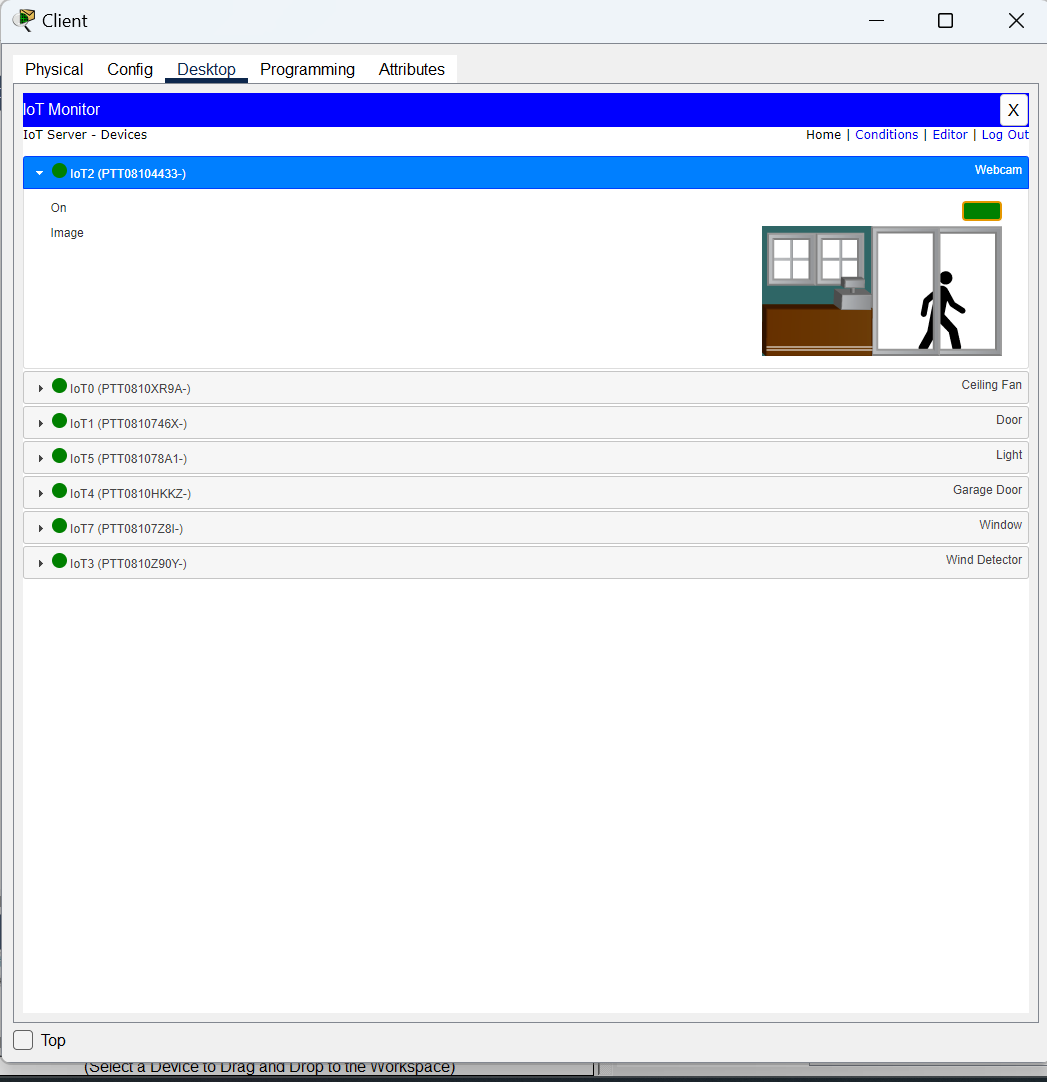 Client
Physical Config Desktop Programming Attributes
IoT Monitor X
IoT Server - Devices Home | Conditions | Editor | Log Out
IoT2 (PTT08104433-) Webcam
On
Image
IoT0 (PTT0810XR9A-) Ceiling Fan
IoT1 (PTT0810746X-) Door
IoT5 (PTT081078A1-) Light
IoT4 (PTT0810HKKZ-) Garage Door
IoT7 (PTT08107Z8I-) Window
IoT3 (PTT0810Z90Y-) Wind Detector
Top
(Select a Device to Drag and Drop to the Workspace)